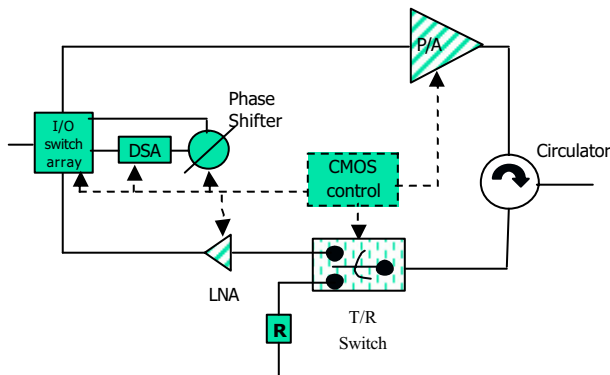 P/A
Phase
Shifter
I/O
switch
array
DSA
CMOS
control
Circulator
LNA
R
T/R
Switch